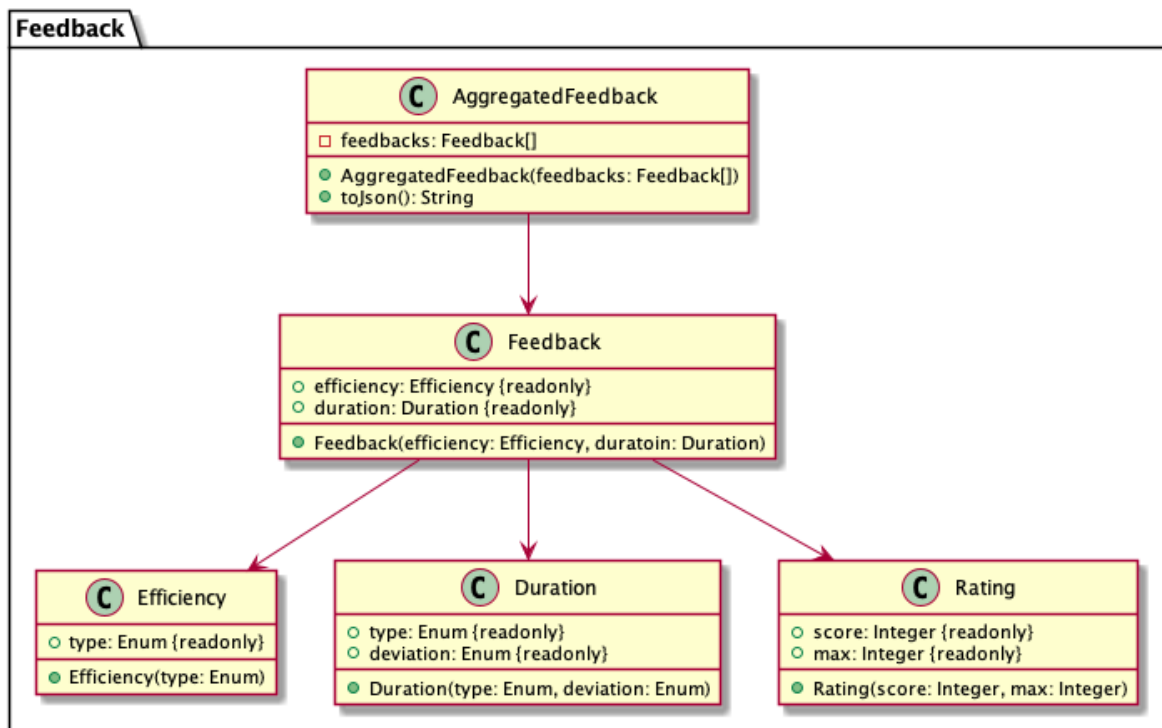 Feedback
C AggregatedFeedback
feedbacks: Feedback[]
AggregatedFeedback(feedbacks: Feedback[])
toJson(): String
C Feedback
efficiency: Efficiency {readonly}
duration: Duration {readonly}
Feedback(efficiency: Efficiency, duratoin: Duration)
C Efficiency
type: Enum {readonly}
Efficiency(type: Enum)
C Duration
type: Enum {readonly}
deviation: Enum {readonly}
Duration(type: Enum, deviation: Enum)
C Rating
score: Integer {readonly}
max: Integer {readonly}
Rating(score: Integer, max: Integer)